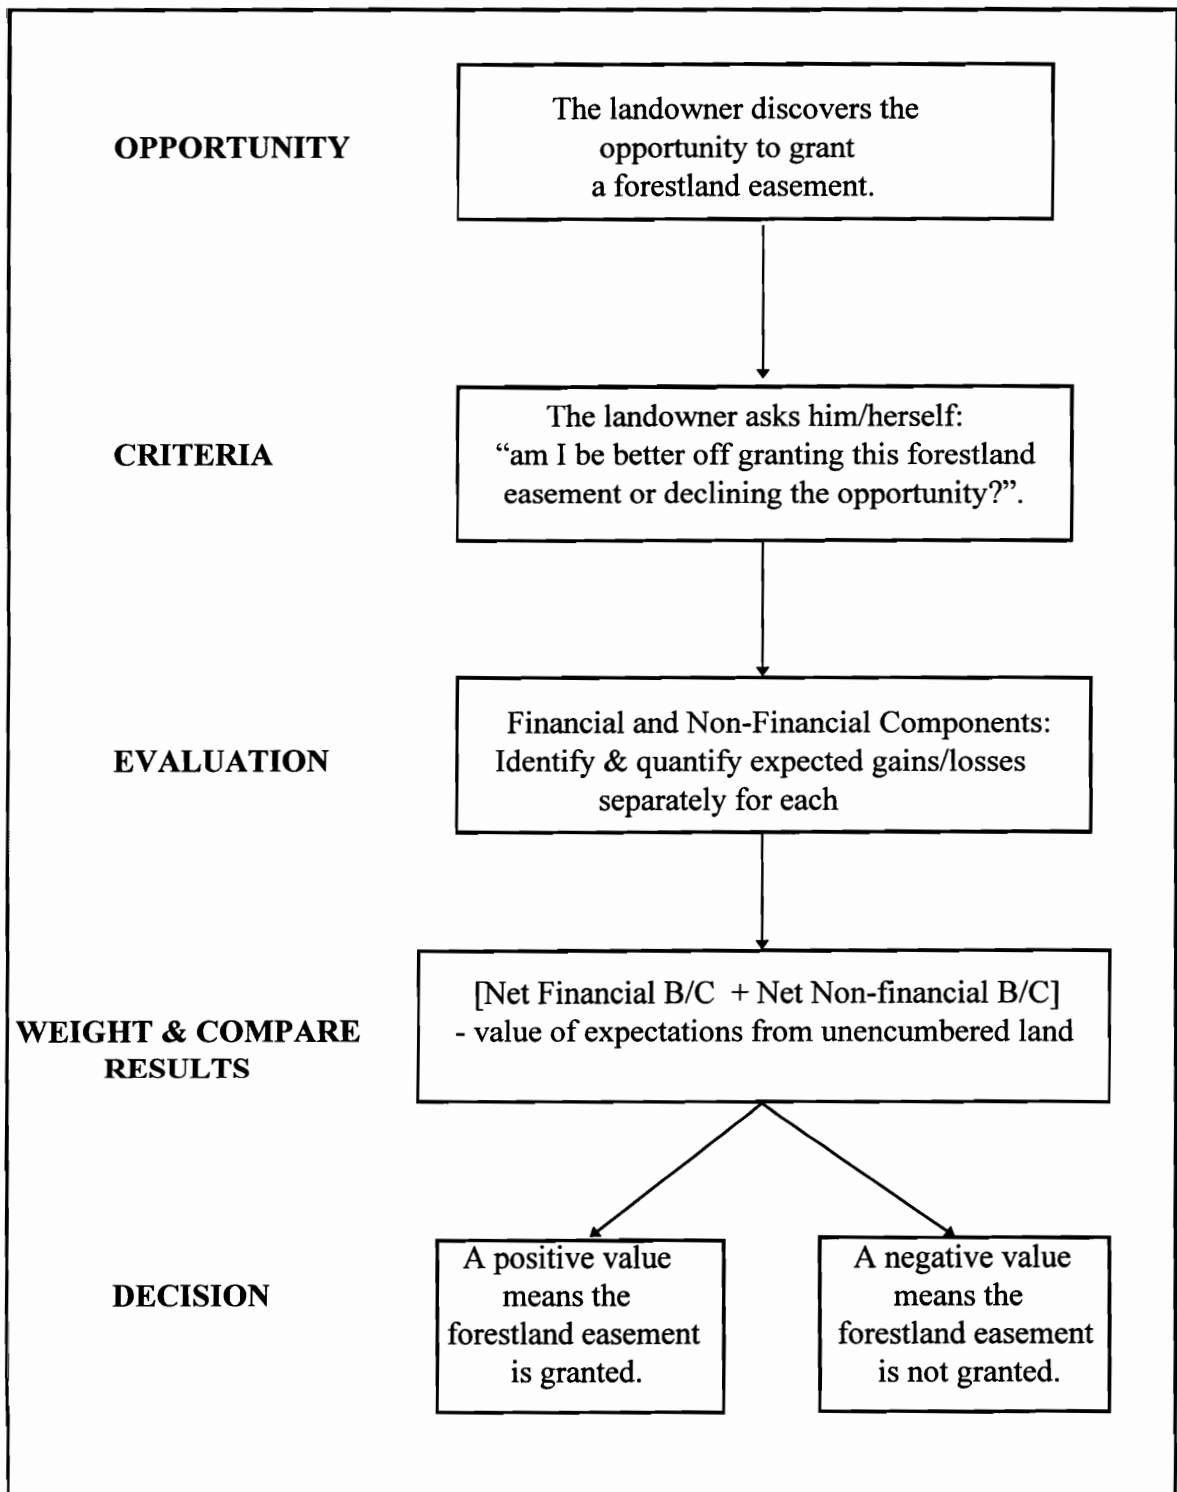 OPPORTUNITY
The landowner discovers the
opportunity to grant
a forestland easement.
CRITERIA
The landowner asks him/herself:
“am I be better off granting this forestland
easement or declining the opportunity?”.
EVALUATION
Financial and Non-Financial Components:
Identify & quantify expected gains/losses
separately for each
WEIGHT & COMPARE
RESULTS
[Net Financial B/C + Net Non-financial B/C]
- value of expectations from unencumbered land
DECISION
A positive value
means the
forestland easement
is granted.
A negative value
means the
forestland easement
is not granted.